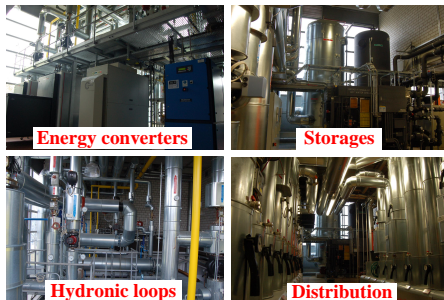 Energy converters
Storages
Hydronic loops
Distribution